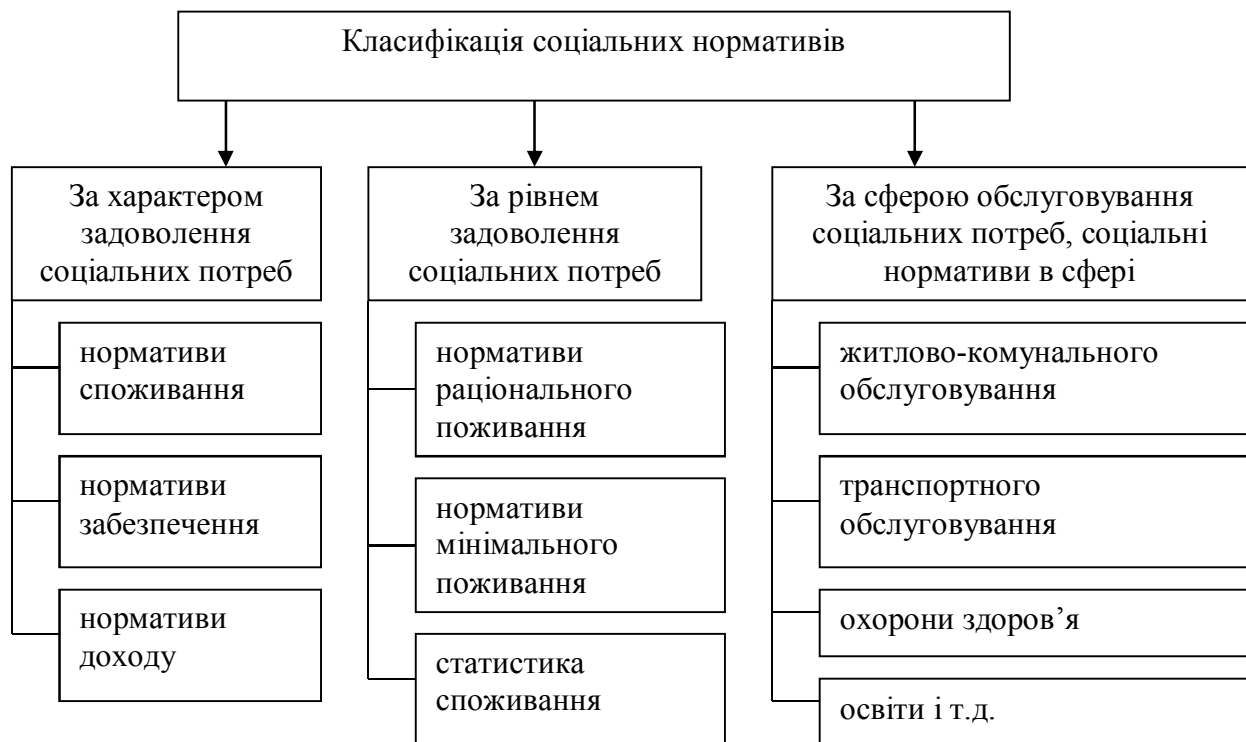 Класифікація соціальних нормативів
За характером
задоволення
соціальних потреб
нормативи
споживання
нормативи
забезпечення
нормативи
доходу
За рівнем
задоволення
соціальних потреб
нормативи
раціонального
поживання
нормативи
мінімального
поживання
статистика
споживання
За сферою обслуговування
соціальних потреб, соціальні
нормативи в сфері
житлово-комунального
обслуговування
транспортного
обслуговування
охорони здоров’я
освіти і т.д.